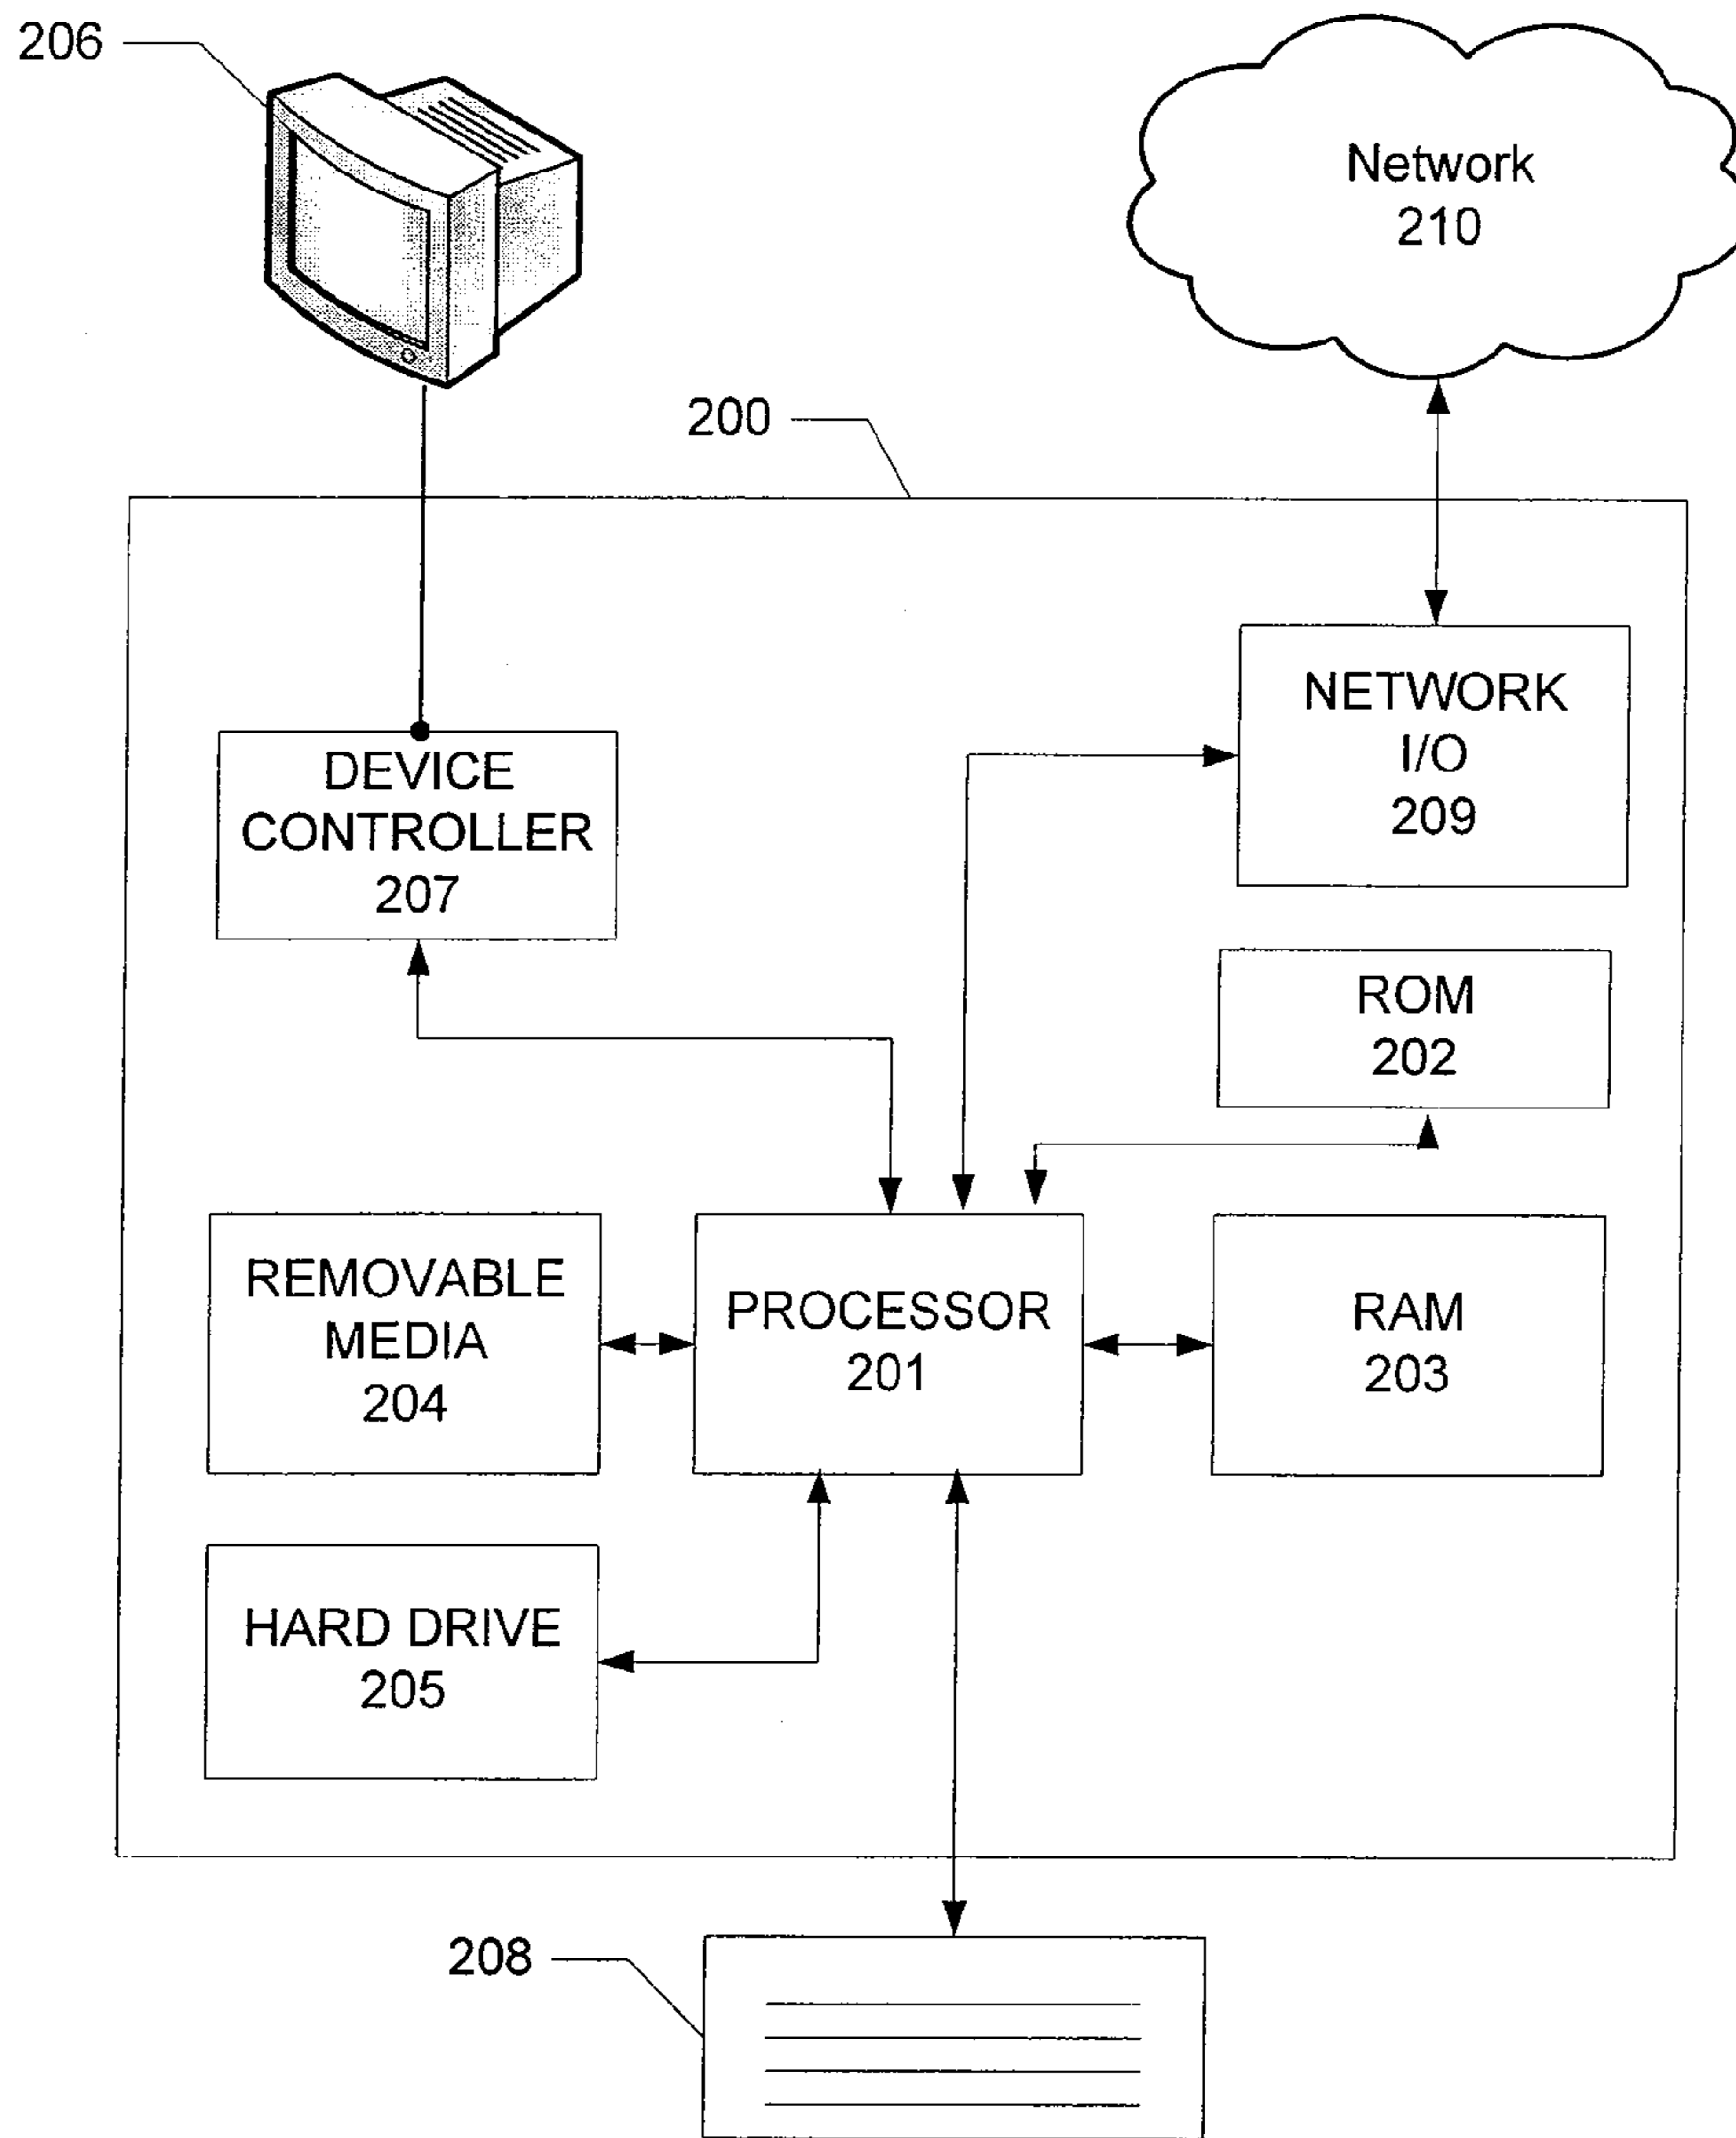 206
Network
210
200
DEVICE
CONTROLLER
207
NETWORK
I/O
209
ROM
202
REMOVABLE
MEDIA
204
PROCESSOR
201
RAM
203
HARD DRIVE
205
208